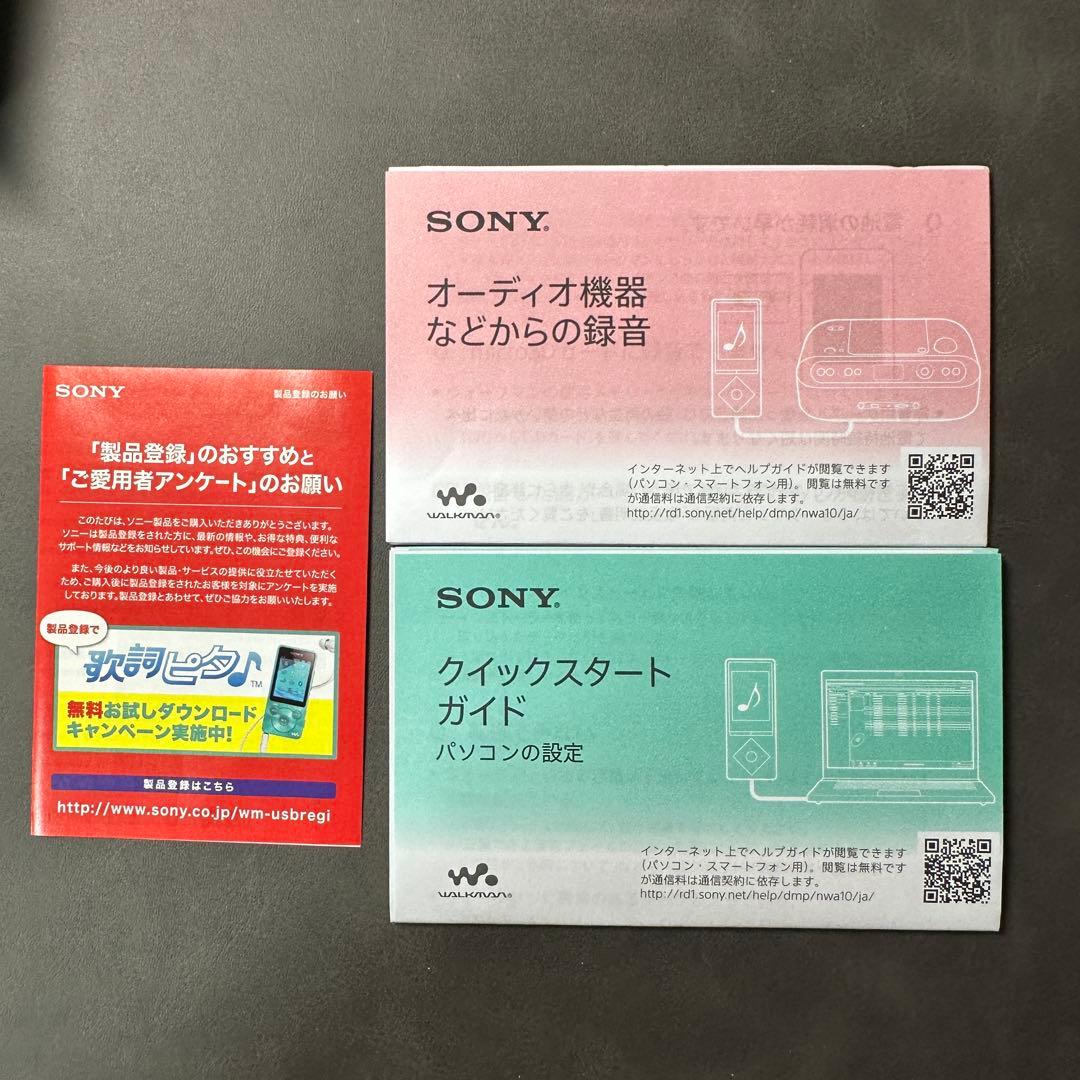 SONY
製品登録のお願い
「製品登録」のおすすめと
「ご愛用者アンケート」のお願い
このたびは、ソニー製品をご購入いただきありがとうございます。
ソニーは製品登録をされた方に、最新の情報や、お得な特典、便利な
サポート情報などをお知らせしています。ぜひ、この機会にご登録ください。
また、今後のより良い製品・サービスの提供に役立たせていただく
ため、ご購入後に製品登録をされたお客様を対象にアンケートを実施
しております。製品登録とあわせて、ぜひご協力をお願いいたします。
製品登録で
歌詞ピタ♪™
無料お試しダウンロード
キャンペーン実施中!
製品登録はこちら
http://www.sony.co.jp/wm-usbregi
SONY®
オーディオ機器
などからの録音
インターネット上でヘルプガイドが閲覧できます
（パソコン・スマートフォン用）。閲覧は無料です
が通信料は通信契約に依存します。
http://rd1.sony.net/help/dmp/nwa10/ja/
WALKMAN®
SONY®
クイックスタート
ガイド
パソコンの設定
インターネット上でヘルプガイドが閲覧できます
（パソコン・スマートフォン用）。閲覧は無料です
が通信料は通信契約に依存します。
http://rd1.sony.net/help/dmp/nwa10/ja/
WALKMAN®